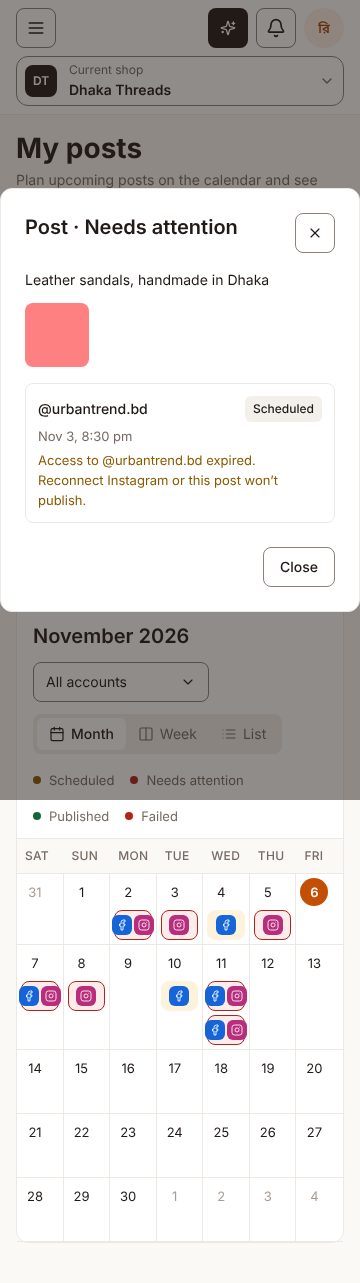 রি
DT
Current shop
Dhaka Threads
My posts
Plan upcoming posts on the calendar and see
Post · Needs attention
Leather sandals, handmade in Dhaka
@urbantrend.bd
Scheduled
Nov 3, 8:30 pm
Access to @urbantrend.bd expired.
Reconnect Instagram or this post won't
publish.
Close
November 2026
All accounts
Month Week List
Scheduled Needs attention
Published Failed
SAT SUN MON TUE WED THU FRI
31 1 2 3 4 5 6
7 8 9 10 11 12 13
14 15 16 17 18 19 20
21 22 23 24 25 26 27
28 29 30 1 2 3 4